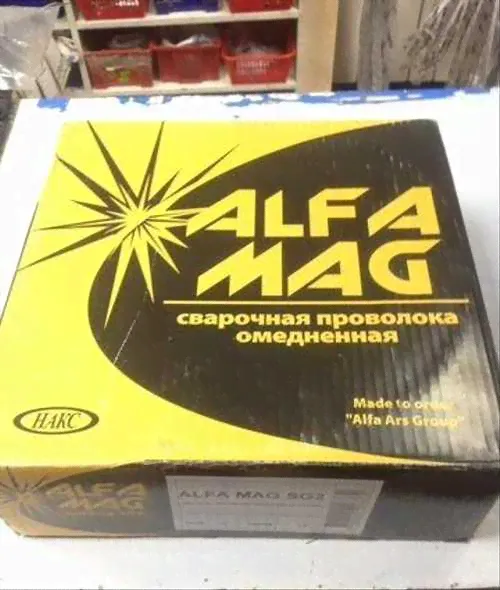 ALFA
MAG
сварочная проволока
омедненная
Made to order
"Alfa Ars Group"
НАКС
ALFA
MAG
ALFA MAG SG2